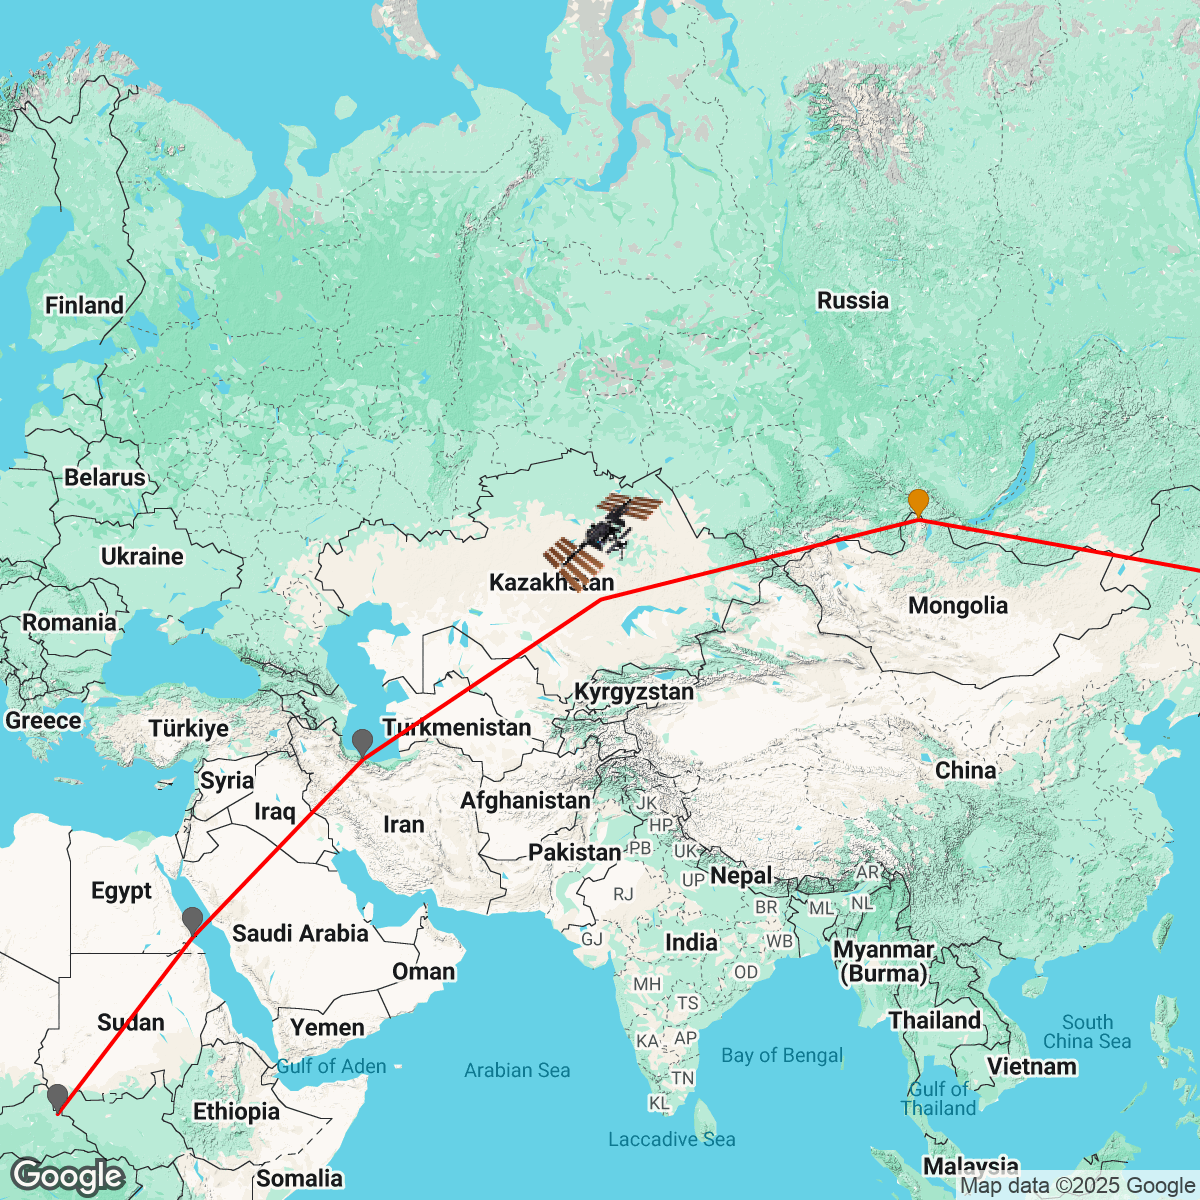 Finland
Russia
Belarus
Ukraine
Kazakhstan
Romania
Mongolia
Kyrgyzstan
Greece
Türkiye
Turkmenistan
Syria
China
Iraq
Afghanistan
JK
Iran
HP
PB
Pakistan
UK
Nepal
AR
UP
Egypt
RJ
BR
ML
NL
Saudi Arabia
GJ
India
WB
Myanmar
(Burma)
Oman
OD
MH
TS
Sudan
Yemen
Thailand
South
China Sea
KA
AP
Bay of Bengal
Gulf of Aden
Arabian Sea
Vietnam
TN
Gulf of
Thailand
KL
Ethiopia
Laccadive Sea
Malaysia
Somalia
Google
Map data ©2025 Google